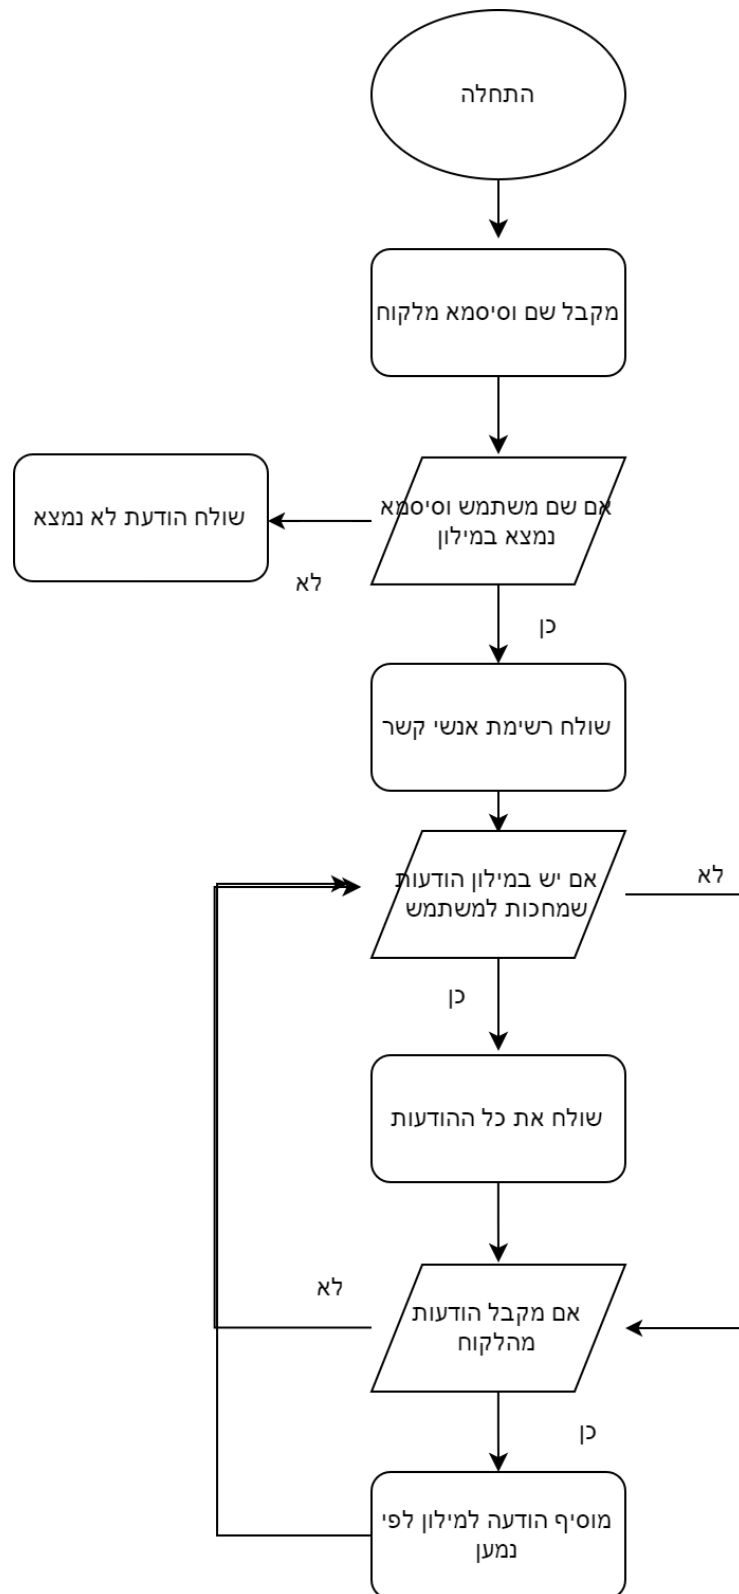 התחלה
מקבל שם וסיסמא מלקוח
אם שם משתמש וסיסמא
נמצא במילון
שולח הודעת לא נמצא
לא
כן
שולח רשימת אנשי קשר
אם יש במילון הודעות
שמחכות למשתמש
לא
כן
שולח את כל ההודעות
לא
אם מקבל הודעות
מהלקוח
כן
מוסיף הודעה למילון לפי
נמען